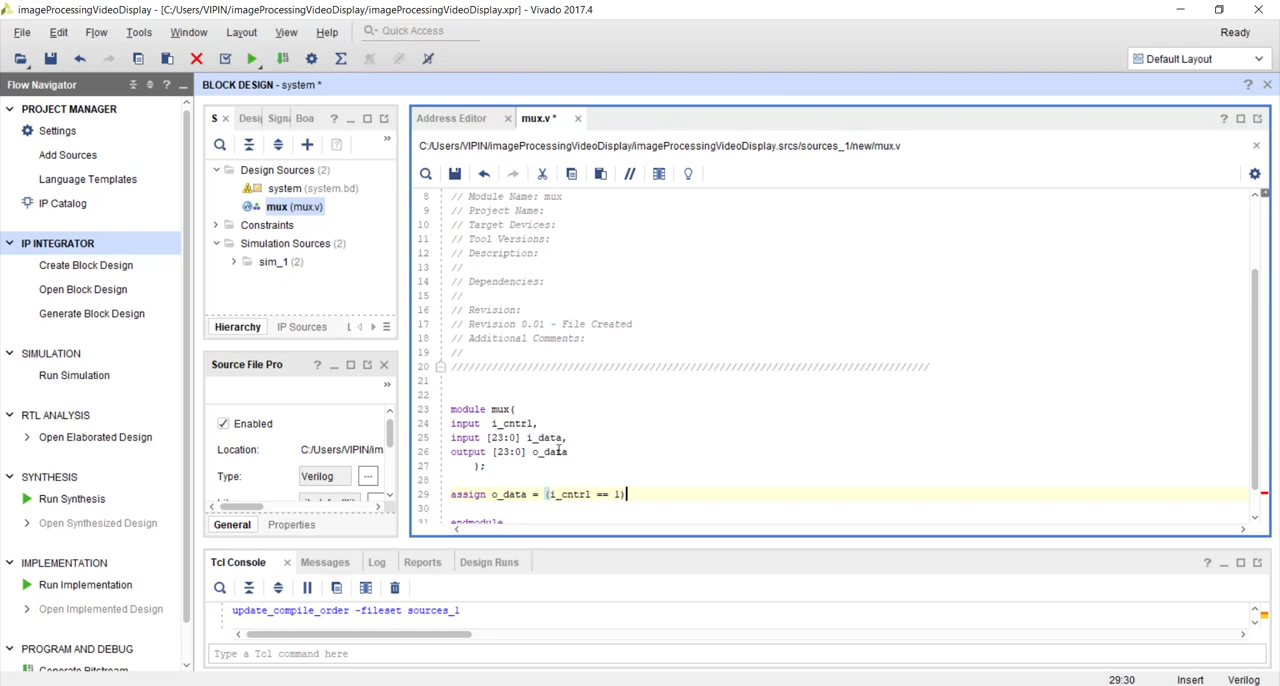 imageProcessingVideoDisplay - [C:/Users/VIPIN/imageProcessingVideoDisplay/imageProcessingVideoDisplay.xpr] - Vivado 2017.4
File Edit Flow Tools Window Layout View Help Quick Access Ready
Default Layout
Flow Navigator
BLOCK DESIGN - system *
PROJECT MANAGER
Settings
Add Sources
Language Templates
IP Catalog
IP INTEGRATOR
Create Block Design
Open Block Design
Generate Block Design
SIMULATION
Run Simulation
RTL ANALYSIS
Open Elaborated Design
SYNTHESIS
Run Synthesis
Open Synthesized Design
IMPLEMENTATION
Run Implementation
Open Implemented Design
PROGRAM AND DEBUG
Generate Bitstream
S Desi Signa Boa
Design Sources (2)
system (system.bd)
mux (mux.v)
Constraints
Simulation Sources (2)
sim_1 (2)
Hierarchy IP Sources L
Source File Pro
Enabled
Location: C:/Users/VIPIN/im
Type: Verilog
General Properties
Address Editor mux.v *
C:/Users/VIPIN/imageProcessingVideoDisplay/imageProcessingVideoDisplay.srcs/sources_1/new/mux.v
8 // Module Name: mux
9 // Project Name:
10 // Target Devices:
11 // Tool Versions:
12 // Description:
13 //
14 // Dependencies:
15 //
16 // Revision:
17 // Revision 0.01 - File Created
18 // Additional Comments:
19 //
20 //////////////////////////////////////////////////////////////////////////////////
21
22
23 module mux(
24 input i_cntrl,
25 input [23:0] i_data,
26 output [23:0] o_data
27 );
28
29 assign o_data = (i_cntrl == 1)
30
31 endmodule
Tcl Console Messages Log Reports Design Runs
update_compile_order -fileset sources_1
Type a Tcl command here
29:30 Insert Verilog